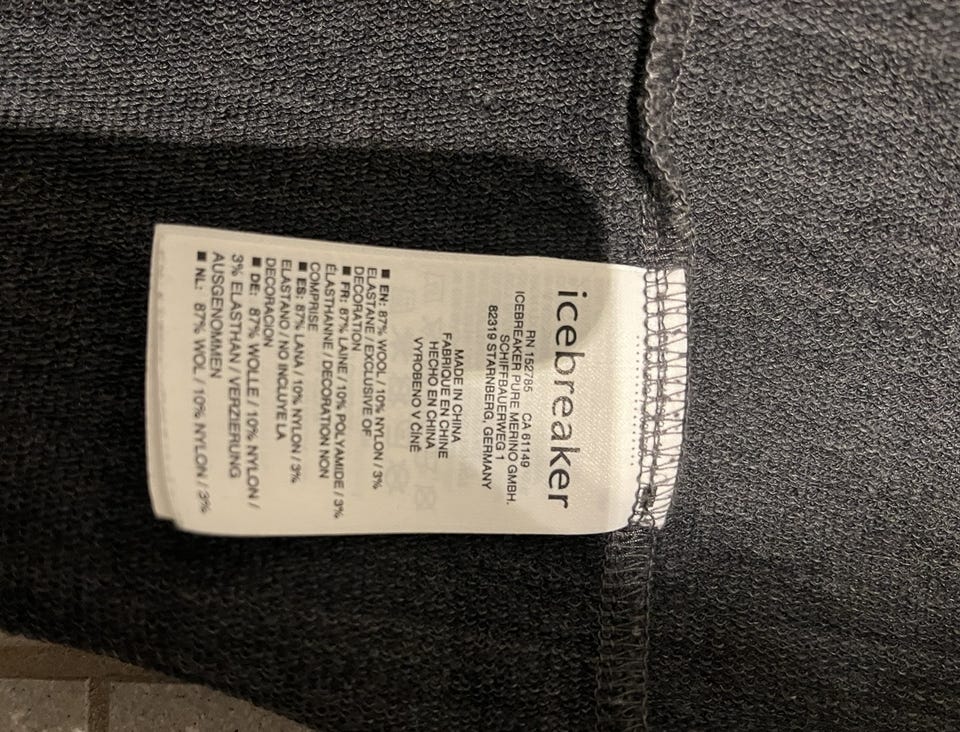 icebreaker
RN 152785 CA 61149
ICEBREAKER PURE MERINO GMBH.
SCHIFFBAUERWEG 1
82319 STARNBERG, GERMANY
MADE IN CHINA
FABRIQUE EN CHINE
HECHO EN CHINA
VYROBENO V ČÍNĚ
■ EN: 87% WOOL / 10% NYLON / 3%
ELASTANE / EXCLUSIVE OF
DECORATION
■ FR: 87% LAINE / 10% POLYAMIDE / 3%
ÉLASTHANNE / DECORATION NON
COMPRISE
■ ES: 87% LANA / 10% NYLON / 3%
ELASTANO / NO INCLUYE LA
DECORACION
■ DE: 87% WOLLE / 10% NYLON /
3% ELASTHAN / VERZIERUNG
AUSGENOMMEN
■ NL: 87% WOL / 10% NYLON / 3%